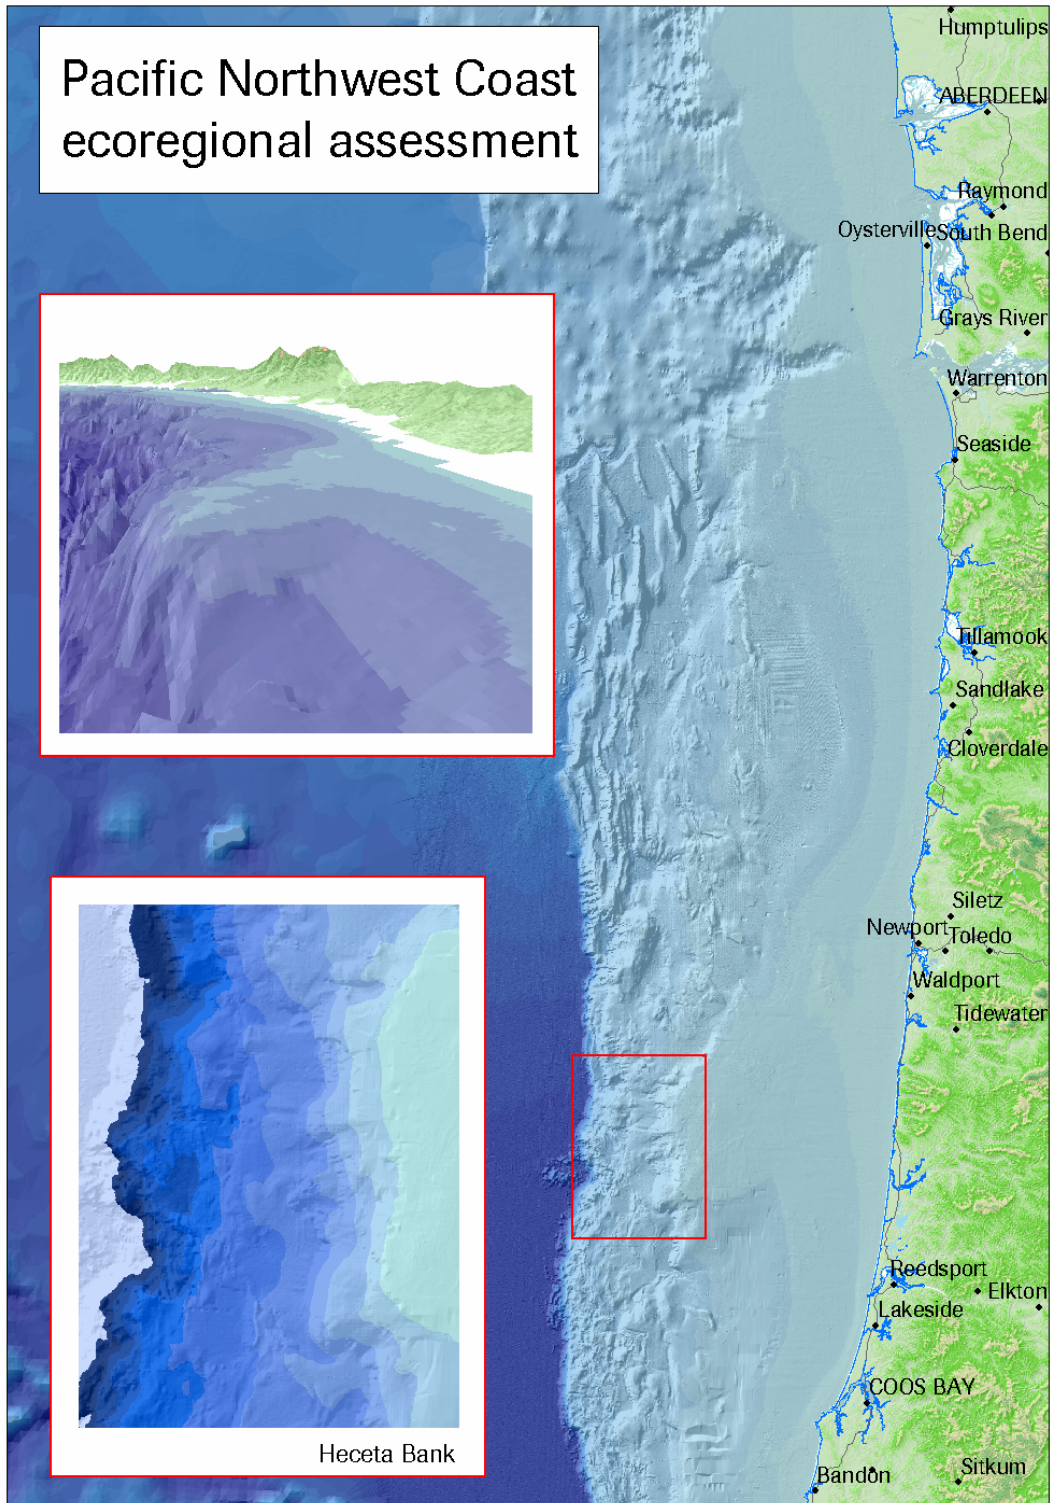 Pacific Northwest Coast
ecoregional assessment
Humptulips
ABERDEEN
Raymond
Oysterville
South Bend
Grays River
Warrenton
Seaside
Tillamook
Sandlake
Cloverdale
Siletz
Newport
Toledo
Waldport
Tidewater
Reedsport
Elkton
Lakeside
COOS BAY
Heceta Bank
Sitkum
Bandon